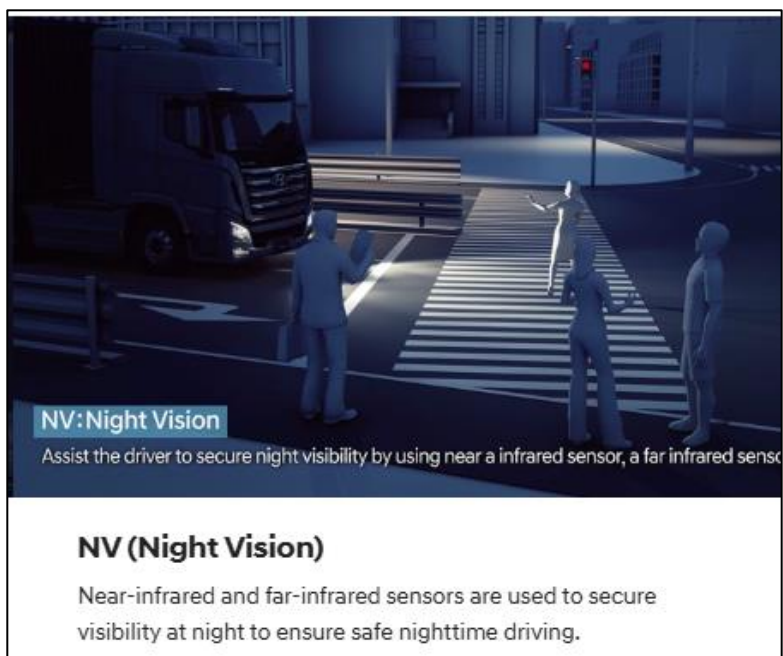 NV:Night Vision
Assist the driver to secure night visibility by using near a infrared sensor, a far infrared senso
NV (Night Vision)
Near-infrared and far-infrared sensors are used to secure
visibility at night to ensure safe nighttime driving.